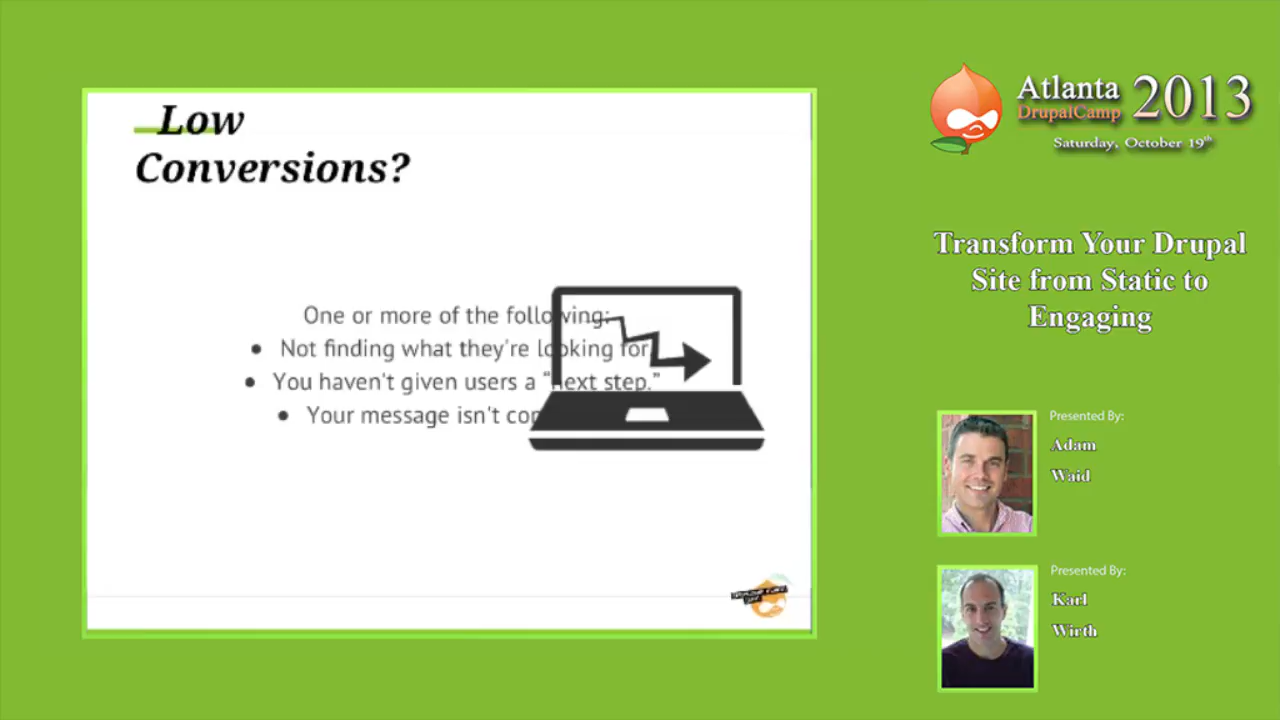 Low
Conversions?
One or more of the following:
• Not finding what they're looking for.
• You haven't given users a “next step.”
• Your message isn't
Atlanta 2013
DrupalCamp
Saturday, October 19th
Transform Your Drupal
Site from Static to
Engaging
Presented By:
Adam
Waid
Presented By:
Karl
Wirth